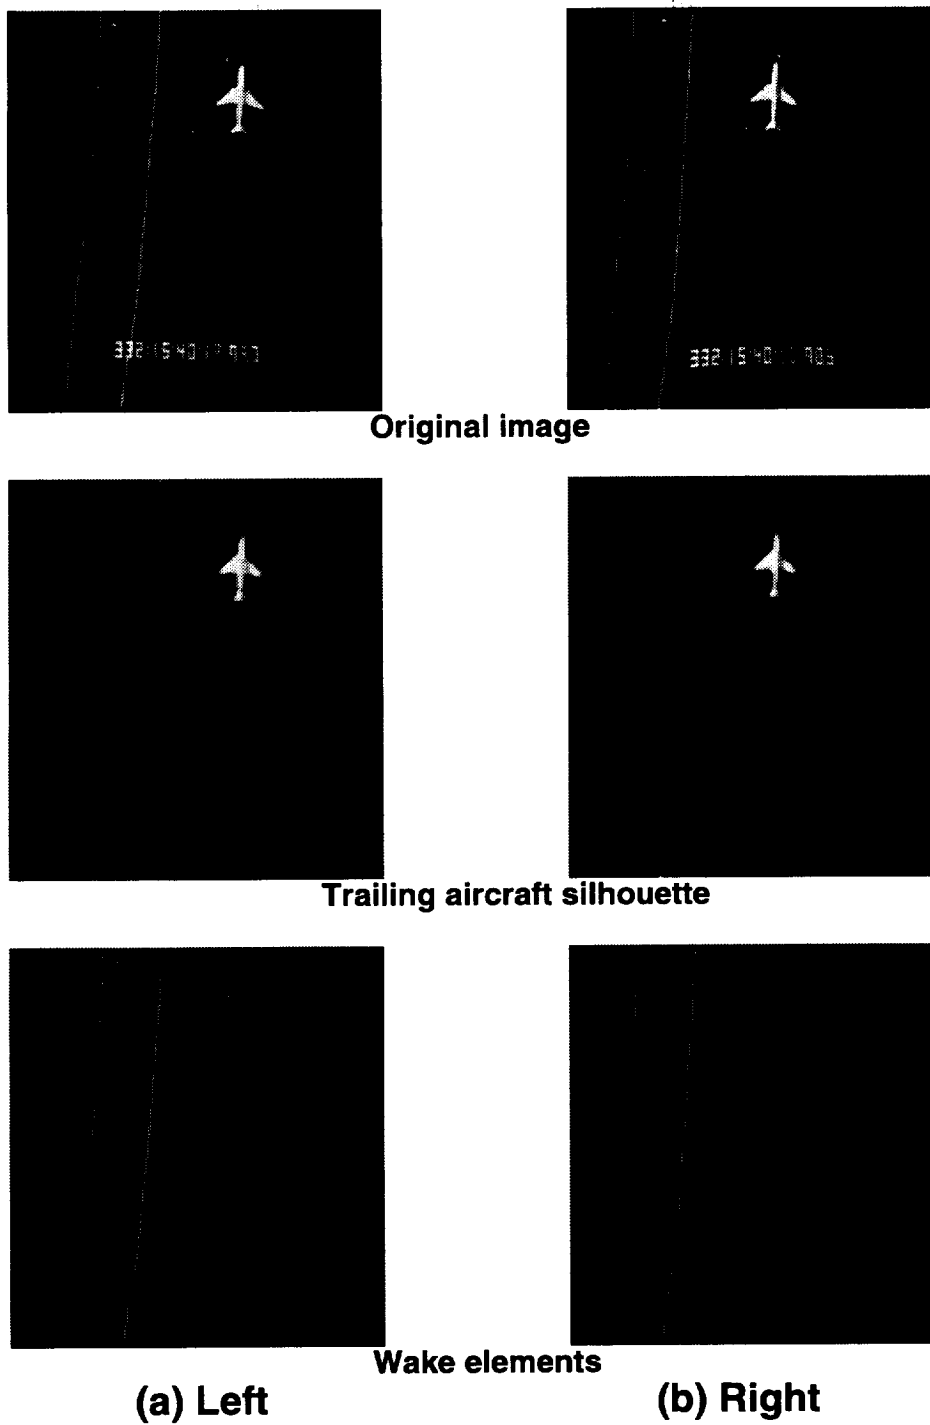 Original image
Trailing aircraft silhouette
Wake elements
(a) Left
(b) Right